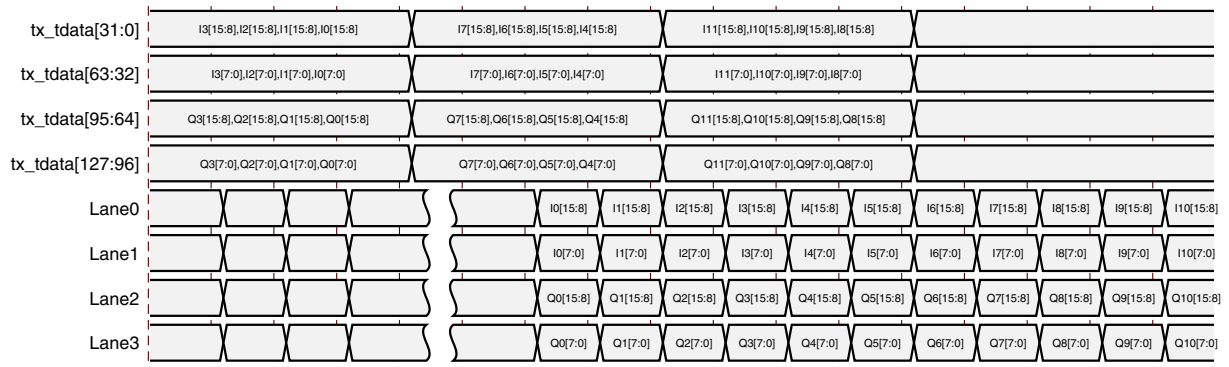 tx_tdata[31:0] I3[15:8],I2[15:8],I1[15:8],I0[15:8] I7[15:8],I6[15:8],I5[15:8],I4[15:8] I11[15:8],I10[15:8],I9[15:8],I8[15:8]
tx_tdata[63:32] I3[7:0],I2[7:0],I1[7:0],I0[7:0] I7[7:0],I6[7:0],I5[7:0],I4[7:0] I11[7:0],I10[7:0],I9[7:0],I8[7:0]
tx_tdata[95:64] Q3[15:8],Q2[15:8],Q1[15:8],Q0[15:8] Q7[15:8],Q6[15:8],Q5[15:8],Q4[15:8] Q11[15:8],Q10[15:8],Q9[15:8],Q8[15:8]
tx_tdata[127:96] Q3[7:0],Q2[7:0],Q1[7:0],Q0[7:0] Q7[7:0],Q6[7:0],Q5[7:0],Q4[7:0] Q11[7:0],Q10[7:0],Q9[7:0],Q8[7:0]
Lane0 I0[15:8] I1[15:8] I2[15:8] I3[15:8] I4[15:8] I5[15:8] I6[15:8] I7[15:8] I8[15:8] I9[15:8] I10[15:8]
Lane1 I0[7:0] I1[7:0] I2[7:0] I3[7:0] I4[7:0] I5[7:0] I6[7:0] I7[7:0] I8[7:0] I9[7:0] I10[7:0]
Lane2 Q0[15:8] Q1[15:8] Q2[15:8] Q3[15:8] Q4[15:8] Q5[15:8] Q6[15:8] Q7[15:8] Q8[15:8] Q9[15:8] Q10[15:8]
Lane3 Q0[7:0] Q1[7:0] Q2[7:0] Q3[7:0] Q4[7:0] Q5[7:0] Q6[7:0] Q7[7:0] Q8[7:0] Q9[7:0] Q10[7:0]